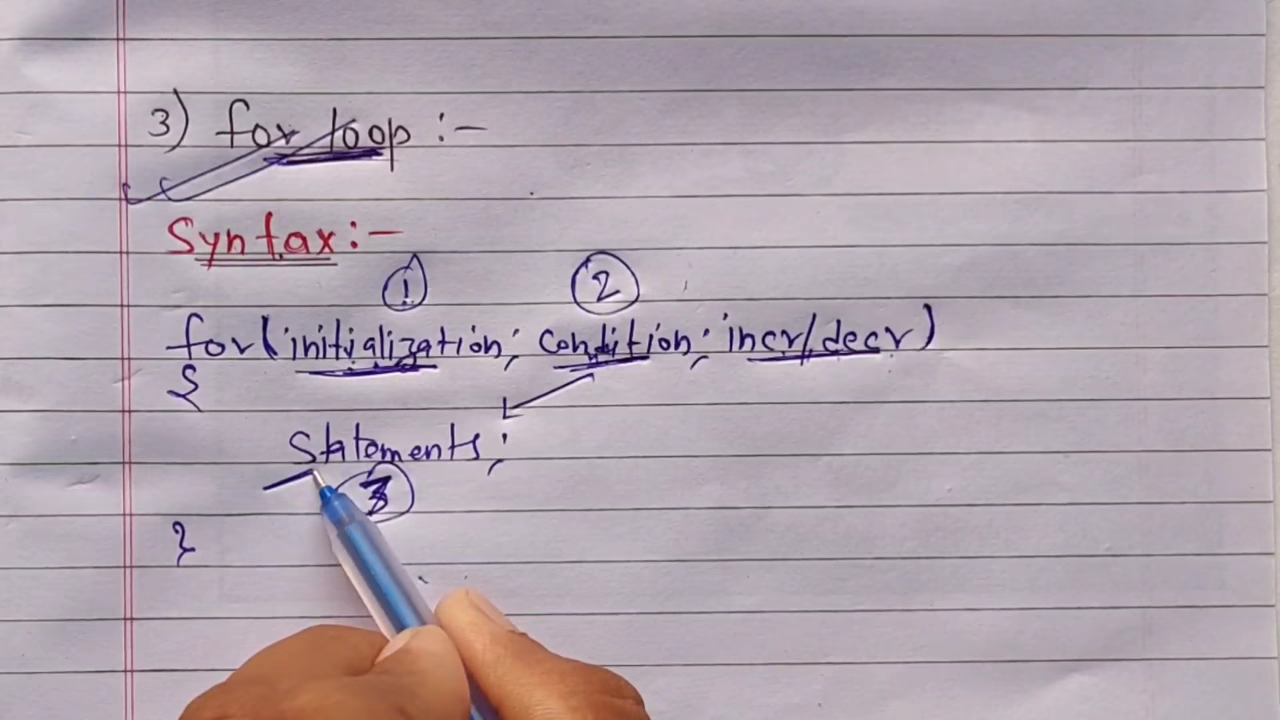 3) for loop :-
Syntax:-
① ②
for(initialization; condition; incr/decr)
{
Statements;
③
}